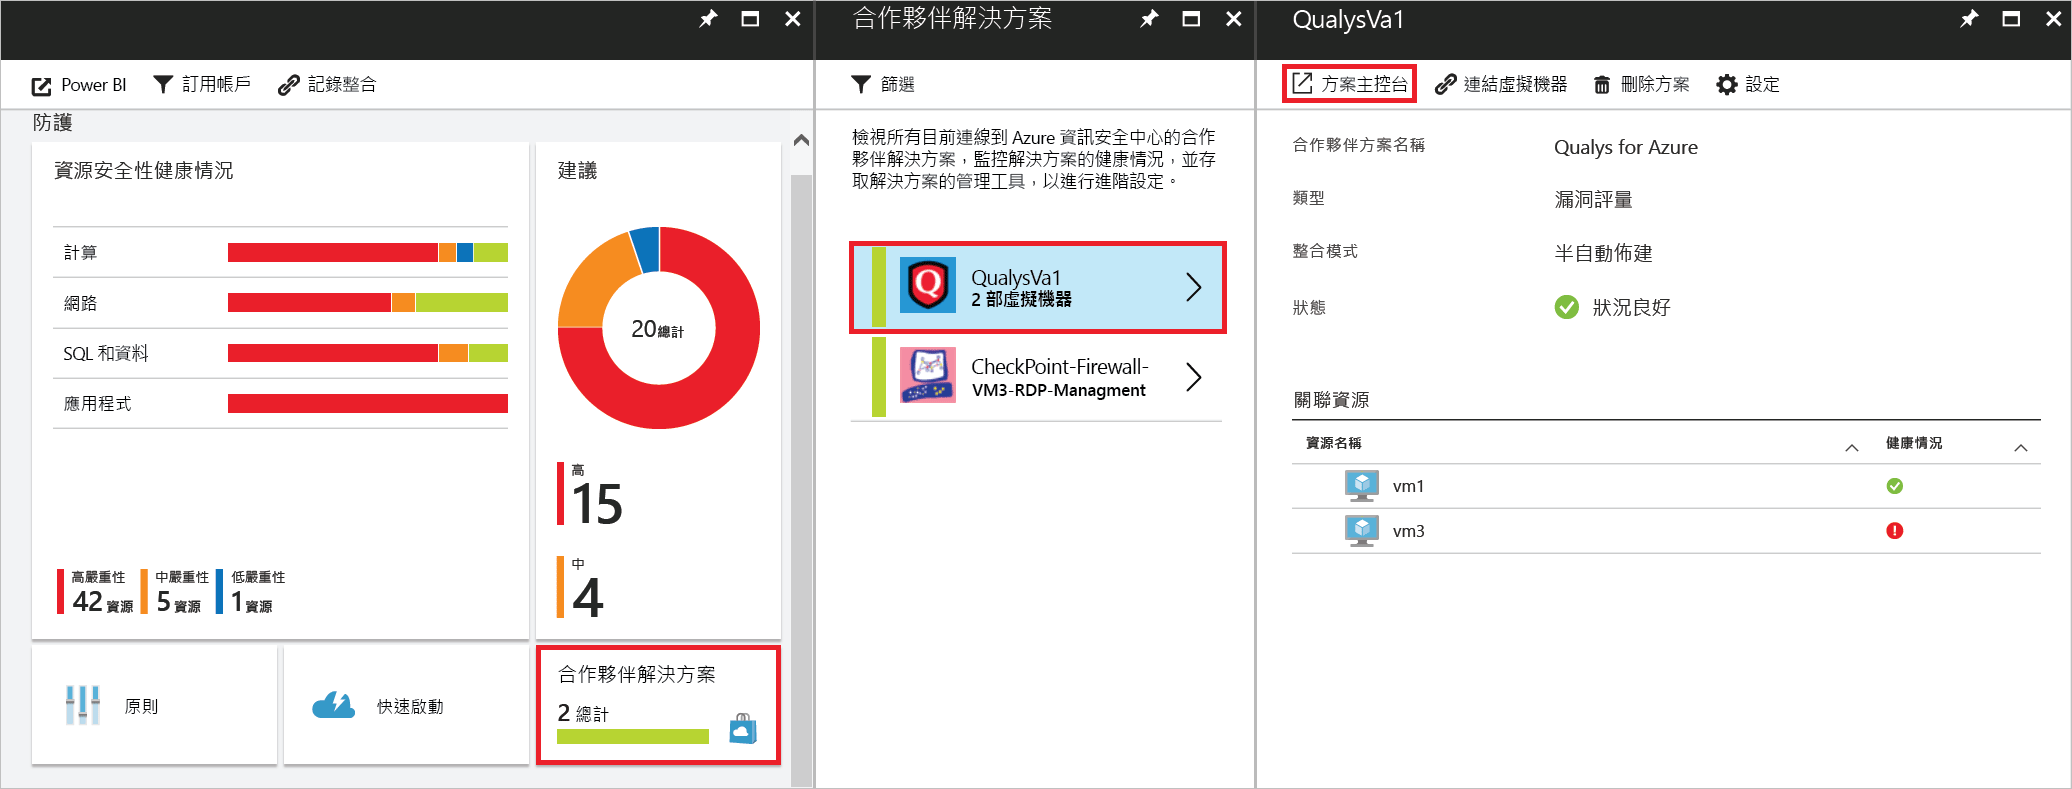 Power BI
訂用帳戶
記錄整合
防護
資源安全性健康情況
計算
網路
SQL 和資料
應用程式
高嚴重性
42 資源
中嚴重性
5 資源
低嚴重性
1 資源
建議
20總計
高
15
中
4
原則
快速啟動
合作夥伴解決方案
2 總計
合作夥伴解決方案
篩選
檢視所有目前連線到 Azure 資訊安全中心的合作
夥伴解決方案，監控解決方案的健康情況，並存
取解決方案的管理工具，以進行進階設定。
QualysVa1
2 部虛擬機器
CheckPoint-Firewall-
VM3-RDP-Managment
QualysVa1
方案主控台
連結虛擬機器
刪除方案
設定
合作夥伴方案名稱
Qualys for Azure
類型
漏洞評量
整合模式
半自動佈建
狀態
狀況良好
關聯資源
資源名稱
健康情況
vm1
vm3